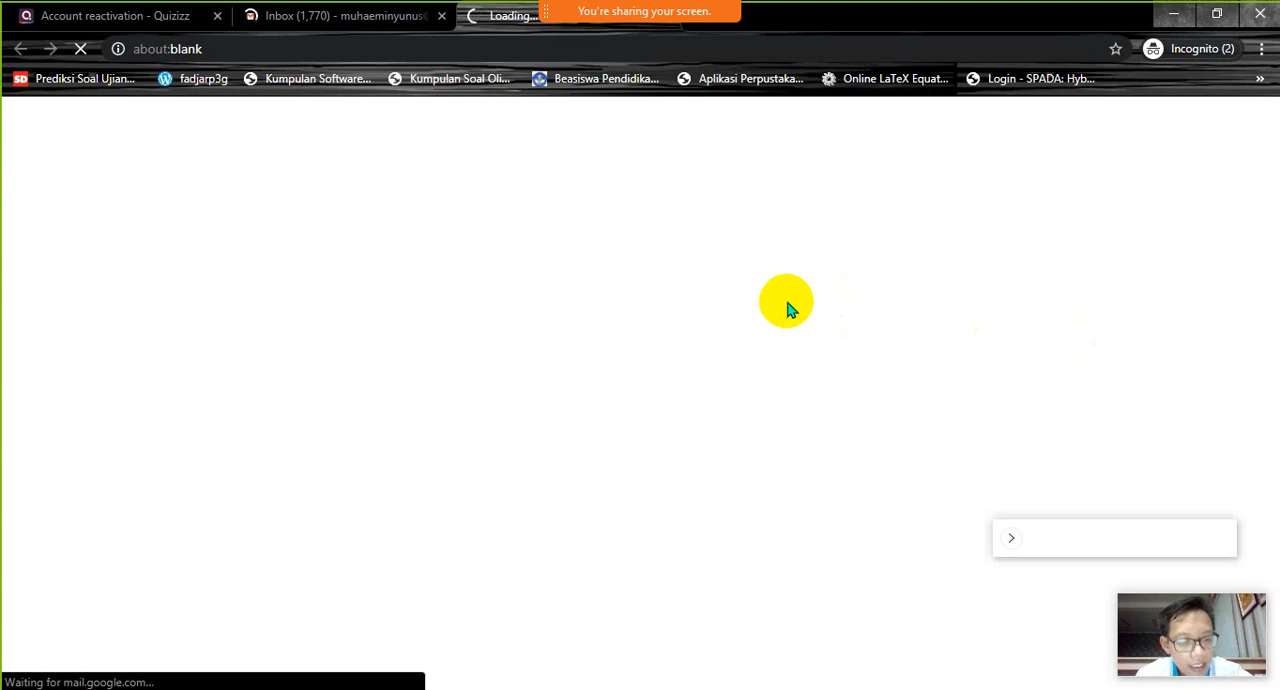 Account reactivation - Quizizz
Inbox (1,770) - muhaeminyunus
Loading...
You're sharing your screen.
about:blank
Incognito (2)
Prediksi Soal Ujian...
fadjarp3g
Kumpulan Software...
Kumpulan Soal Oli...
Beasiswa Pendidika...
Aplikasi Perpustaka...
Online LaTeX Equat...
Login - SPADA: Hyb...
Waiting for mail.google.com...